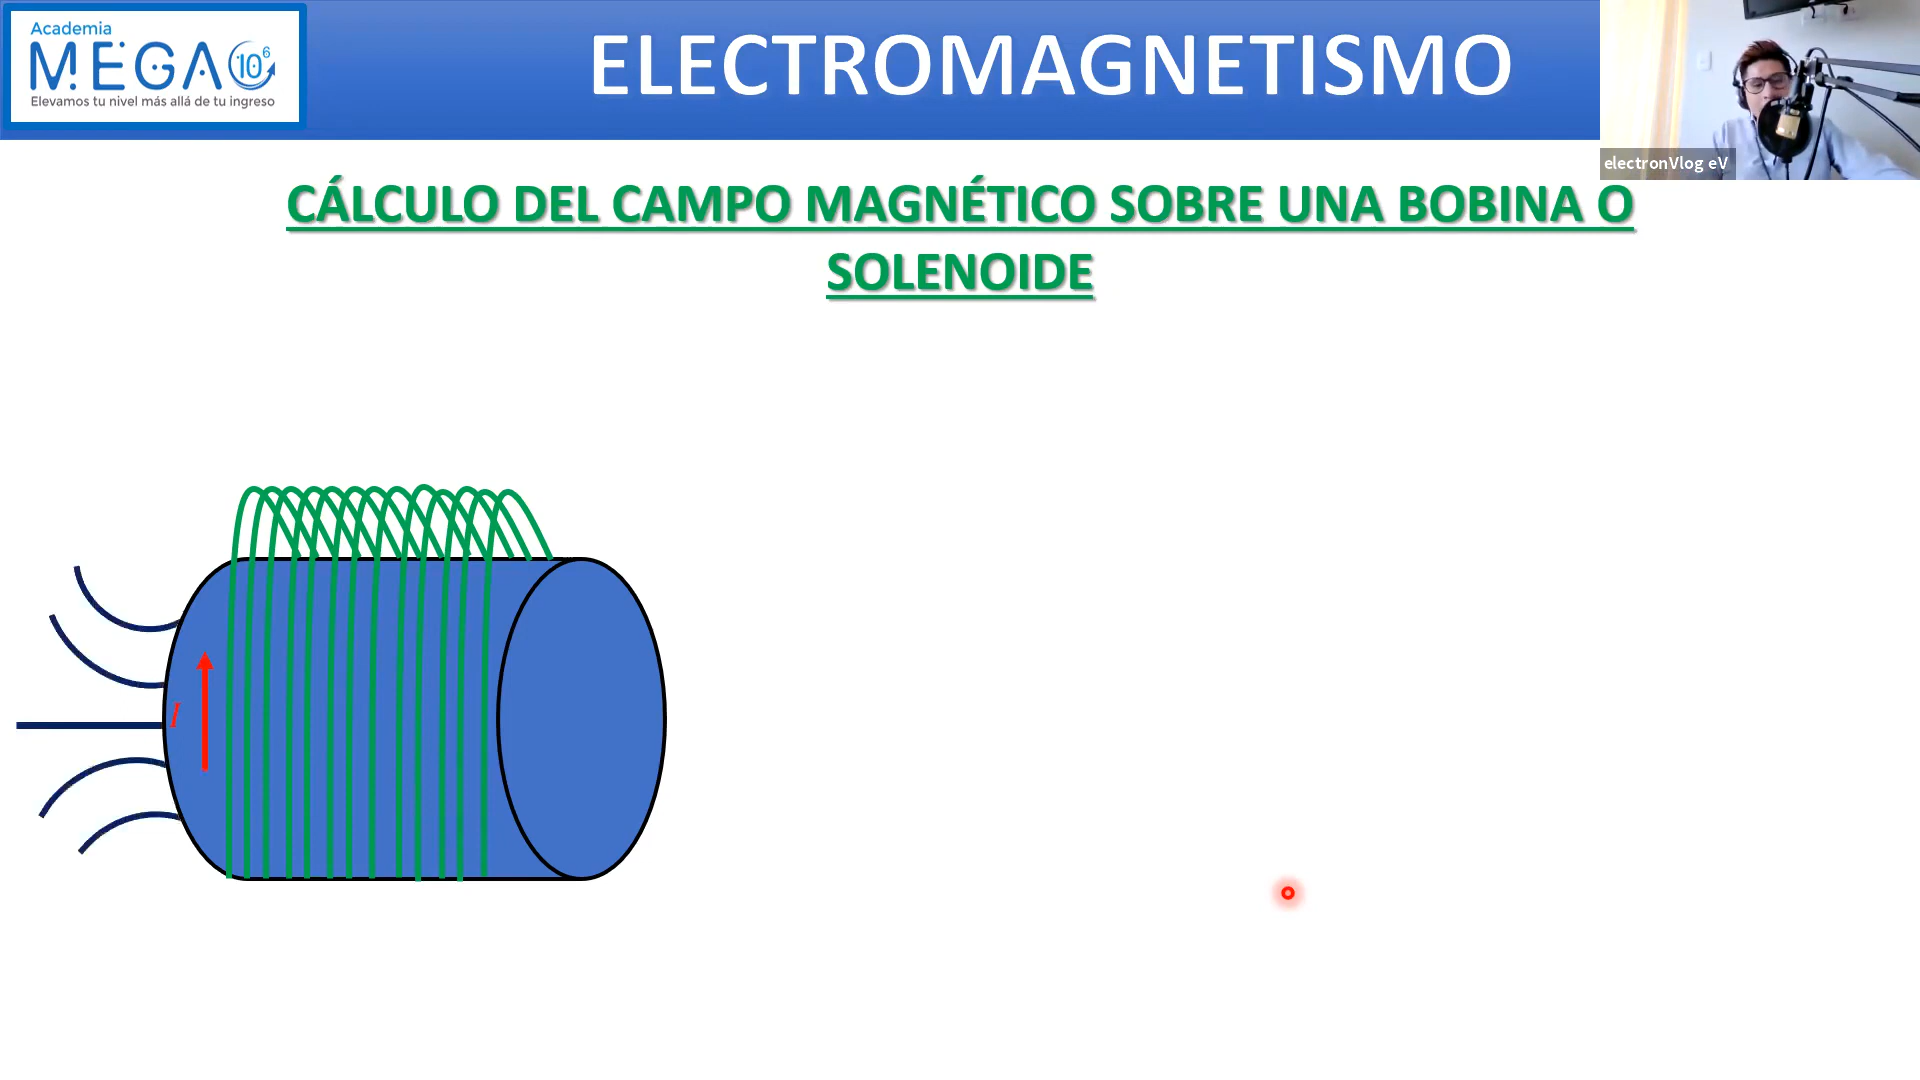 Academia
MEGA 10⁶
Elevamos tu nivel más allá de tu ingreso
ELECTROMAGNETISMO
electronVlog eV
CÁLCULO DEL CAMPO MAGNÉTICO SOBRE UNA BOBINA O
SOLENOIDE
I